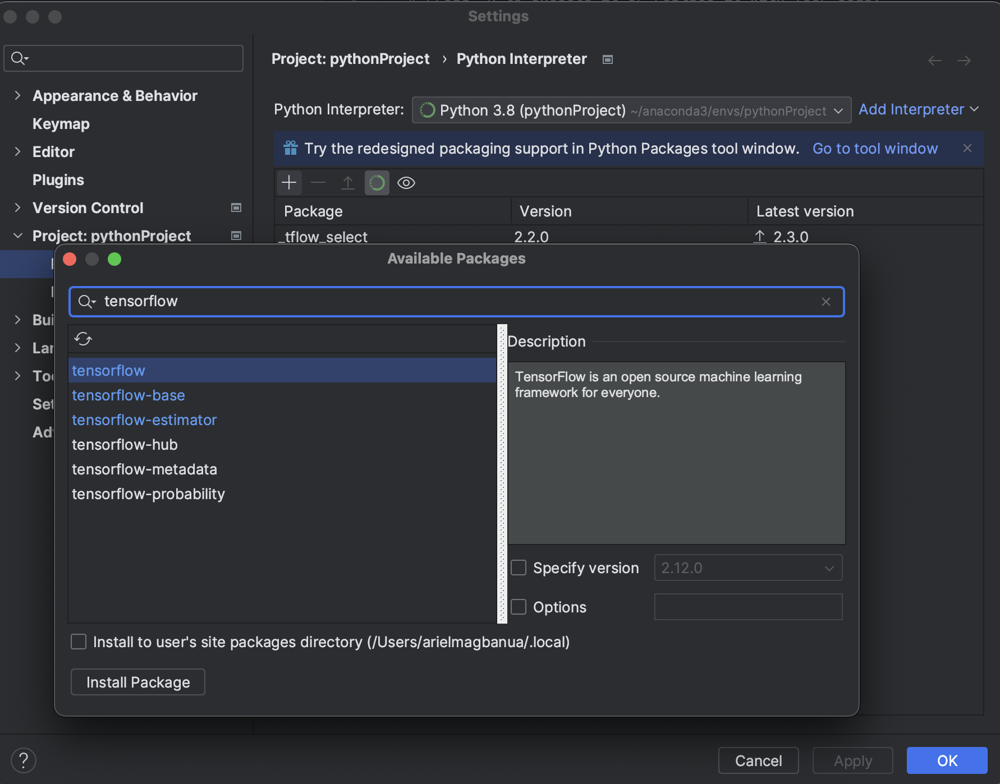 Settings
Project: pythonProject › Python Interpreter
Appearance & Behavior
Keymap
Editor
Plugins
Version Control
Project: pythonProject
Python Interpreter: Python 3.8 (pythonProject) ~/anaconda3/envs/pythonProject Add Interpreter
Try the redesigned packaging support in Python Packages tool window. Go to tool window
Package Version Latest version
_tflow_select 2.2.0 2.3.0
Bui
Lar
Too
Set
Ad
Available Packages
tensorflow
tensorflow
tensorflow-base
tensorflow-estimator
tensorflow-hub
tensorflow-metadata
tensorflow-probability
Description
TensorFlow is an open source machine learning
framework for everyone.
Specify version 2.12.0
Options
Install to user's site packages directory (/Users/arielmagbanua/.local)
Install Package
? Cancel Apply OK